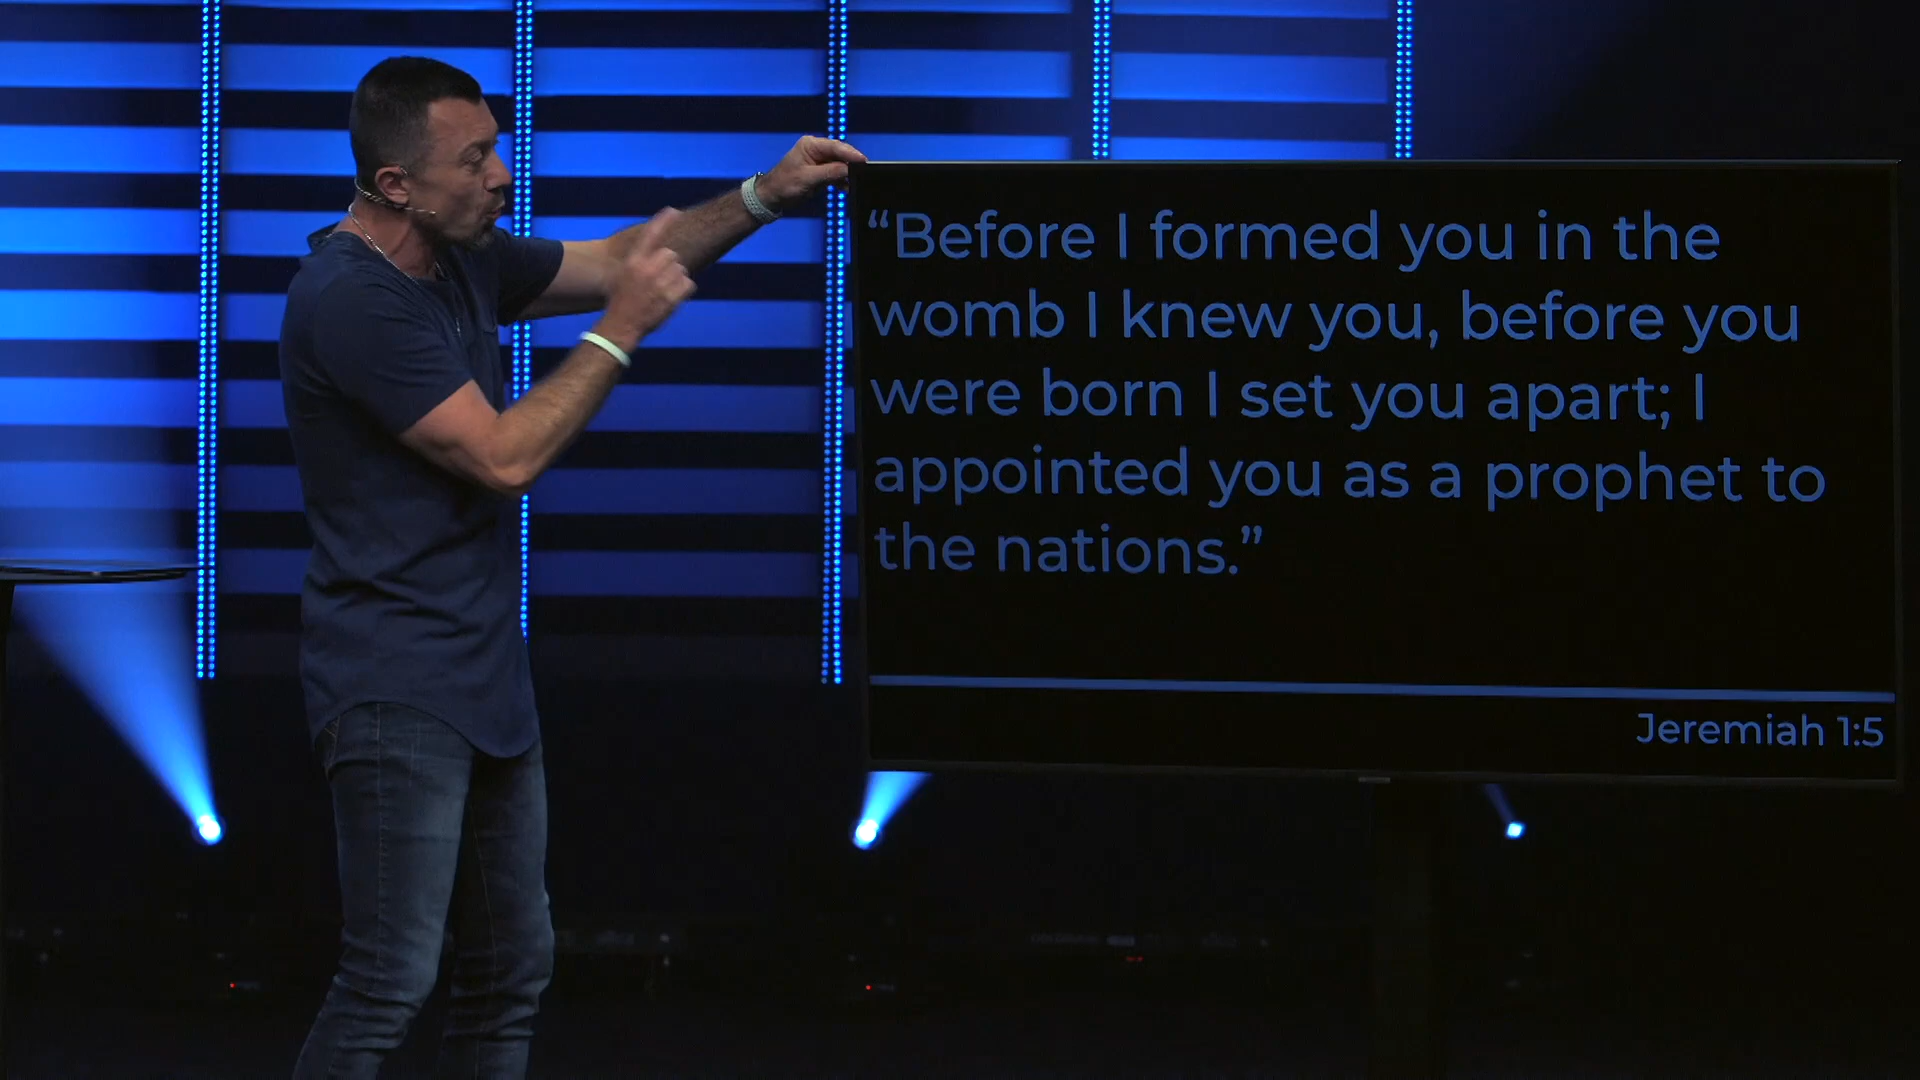 “Before I formed you in the
womb I knew you, before you
were born I set you apart; I
appointed you as a prophet to
the nations.”
Jeremiah 1:5